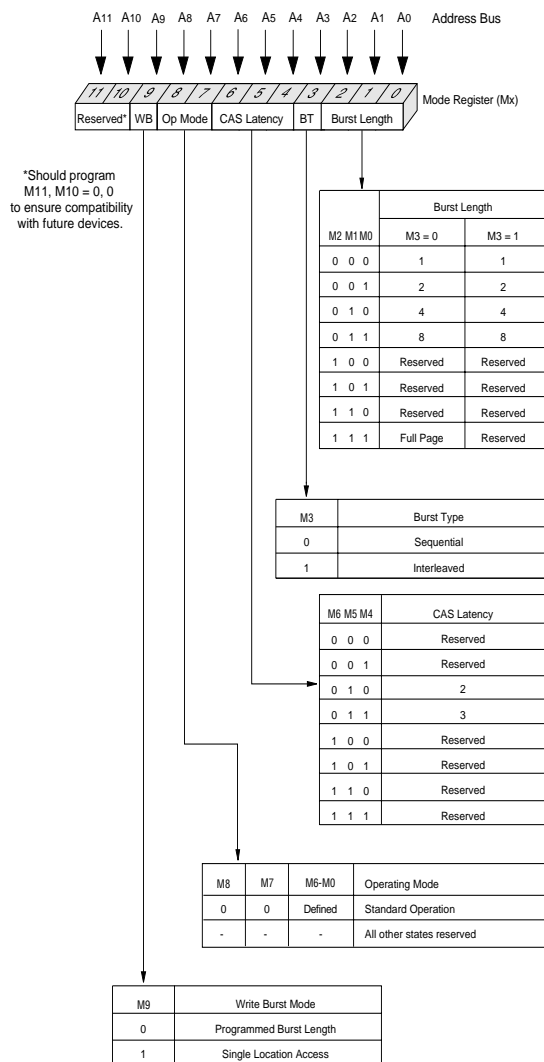 A11 A10 A9 A8 A7 A6 A5 A4 A3 A2 A1 A0 Address Bus
11 10 9 8 7 6 5 4 3 2 1 0
Mode Register (Mx)
Reserved* WB Op Mode CAS Latency BT Burst Length
*Should program
M11, M10 = 0, 0
to ensure compatibility
with future devices.
Burst Length
M2 M1 M0 M3 = 0 M3 = 1
0 0 0 1 1
0 0 1 2 2
0 1 0 4 4
0 1 1 8 8
1 0 0 Reserved Reserved
1 0 1 Reserved Reserved
1 1 0 Reserved Reserved
1 1 1 Full Page Reserved
M3 Burst Type
0 Sequential
1 Interleaved
M6 M5 M4 CAS Latency
0 0 0 Reserved
0 0 1 Reserved
0 1 0 2
0 1 1 3
1 0 0 Reserved
1 0 1 Reserved
1 1 0 Reserved
1 1 1 Reserved
M8 M7 M6-M0 Operating Mode
0 0 Defined Standard Operation
- - - All other states reserved
M9 Write Burst Mode
0 Programmed Burst Length
1 Single Location Access